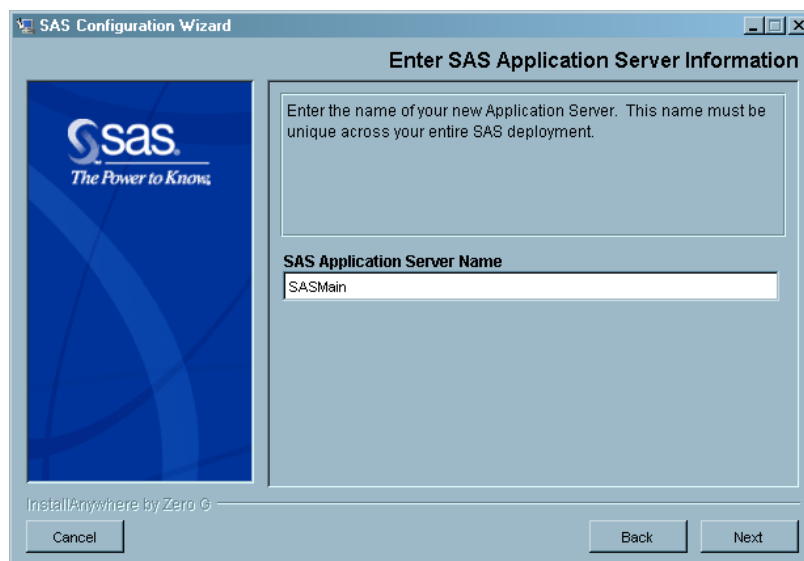 SAS Configuration Wizard
Enter SAS Application Server Information
sas.
The Power to Know
Enter the name of your new Application Server. This name must be
unique across your entire SAS deployment.
SAS Application Server Name
SASMain
InstallAnywhere by Zero G
Cancel
Back
Next